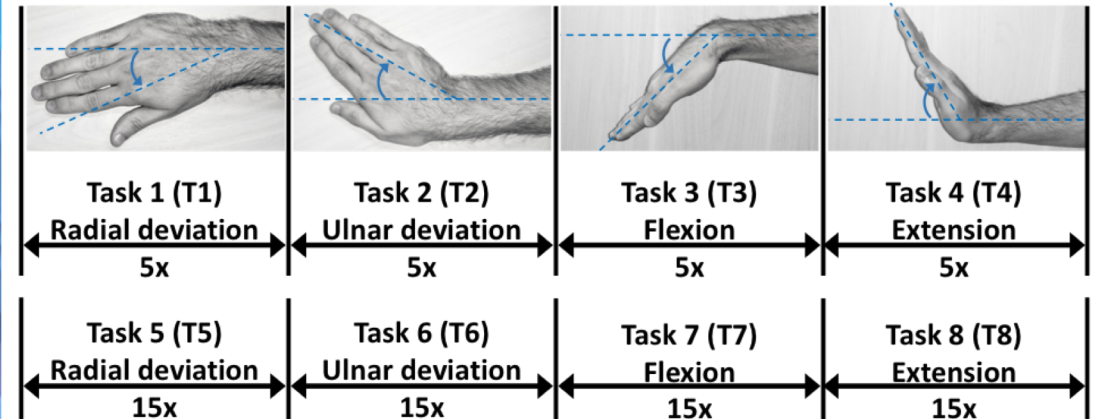 Task 1 (T1)
Radial deviation
5x
Task 2 (T2)
Ulnar deviation
5x
Task 3 (T3)
Flexion
5x
Task 4 (T4)
Extension
5x
Task 5 (T5)
Radial deviation
15x
Task 6 (T6)
Ulnar deviation
15x
Task 7 (T7)
Flexion
15x
Task 8 (T8)
Extension
15x